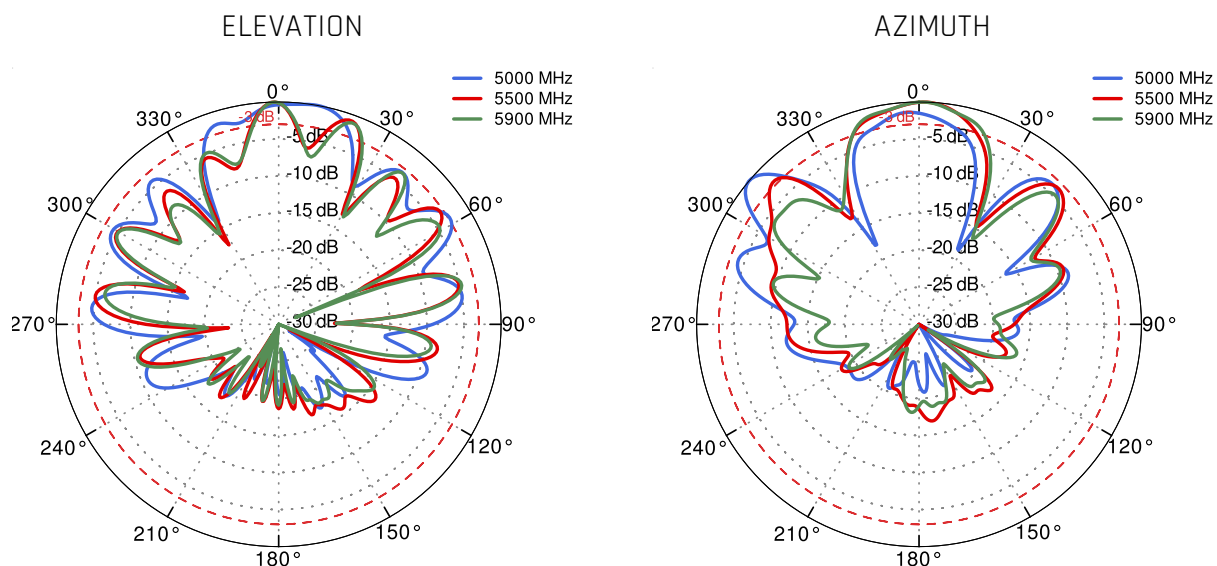 ELEVATION
5000 MHz
5500 MHz
5900 MHz
0°
330°
30°
-3 dB
-5 dB
-10 dB
300°
60°
-15 dB
-20 dB
-25 dB
270°
-30 dB
90°
240°
120°
210°
150°
180°
AZIMUTH
5000 MHz
5500 MHz
5900 MHz
0°
330°
30°
-3 dB
-5 dB
-10 dB
300°
60°
-15 dB
-20 dB
-25 dB
270°
-30 dB
90°
240°
120°
210°
150°
180°